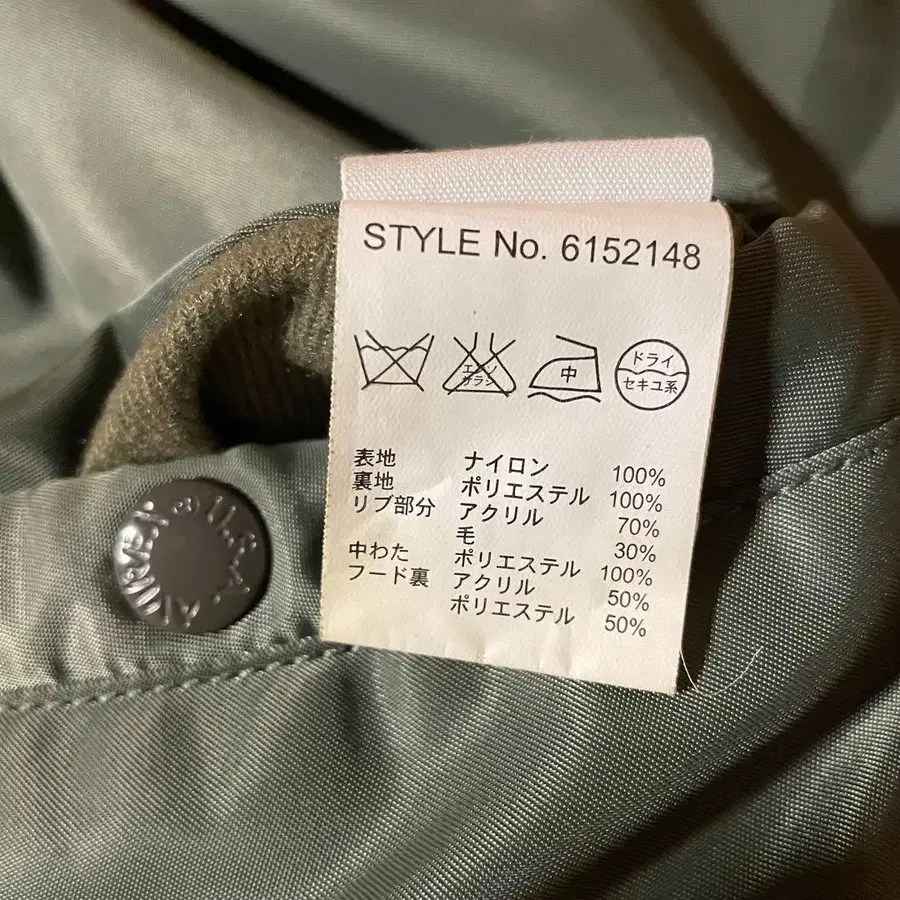 STYLE No. 6152148
エンソ
サラシ
中
ドライ
セキユ系
表地 ナイロン 100%
裏地 ポリエステル 100%
リブ部分 アクリル 70%
毛 30%
中わた ポリエステル 100%
フード裏 アクリル 50%
ポリエステル 50%
AVIREX U.S.A.